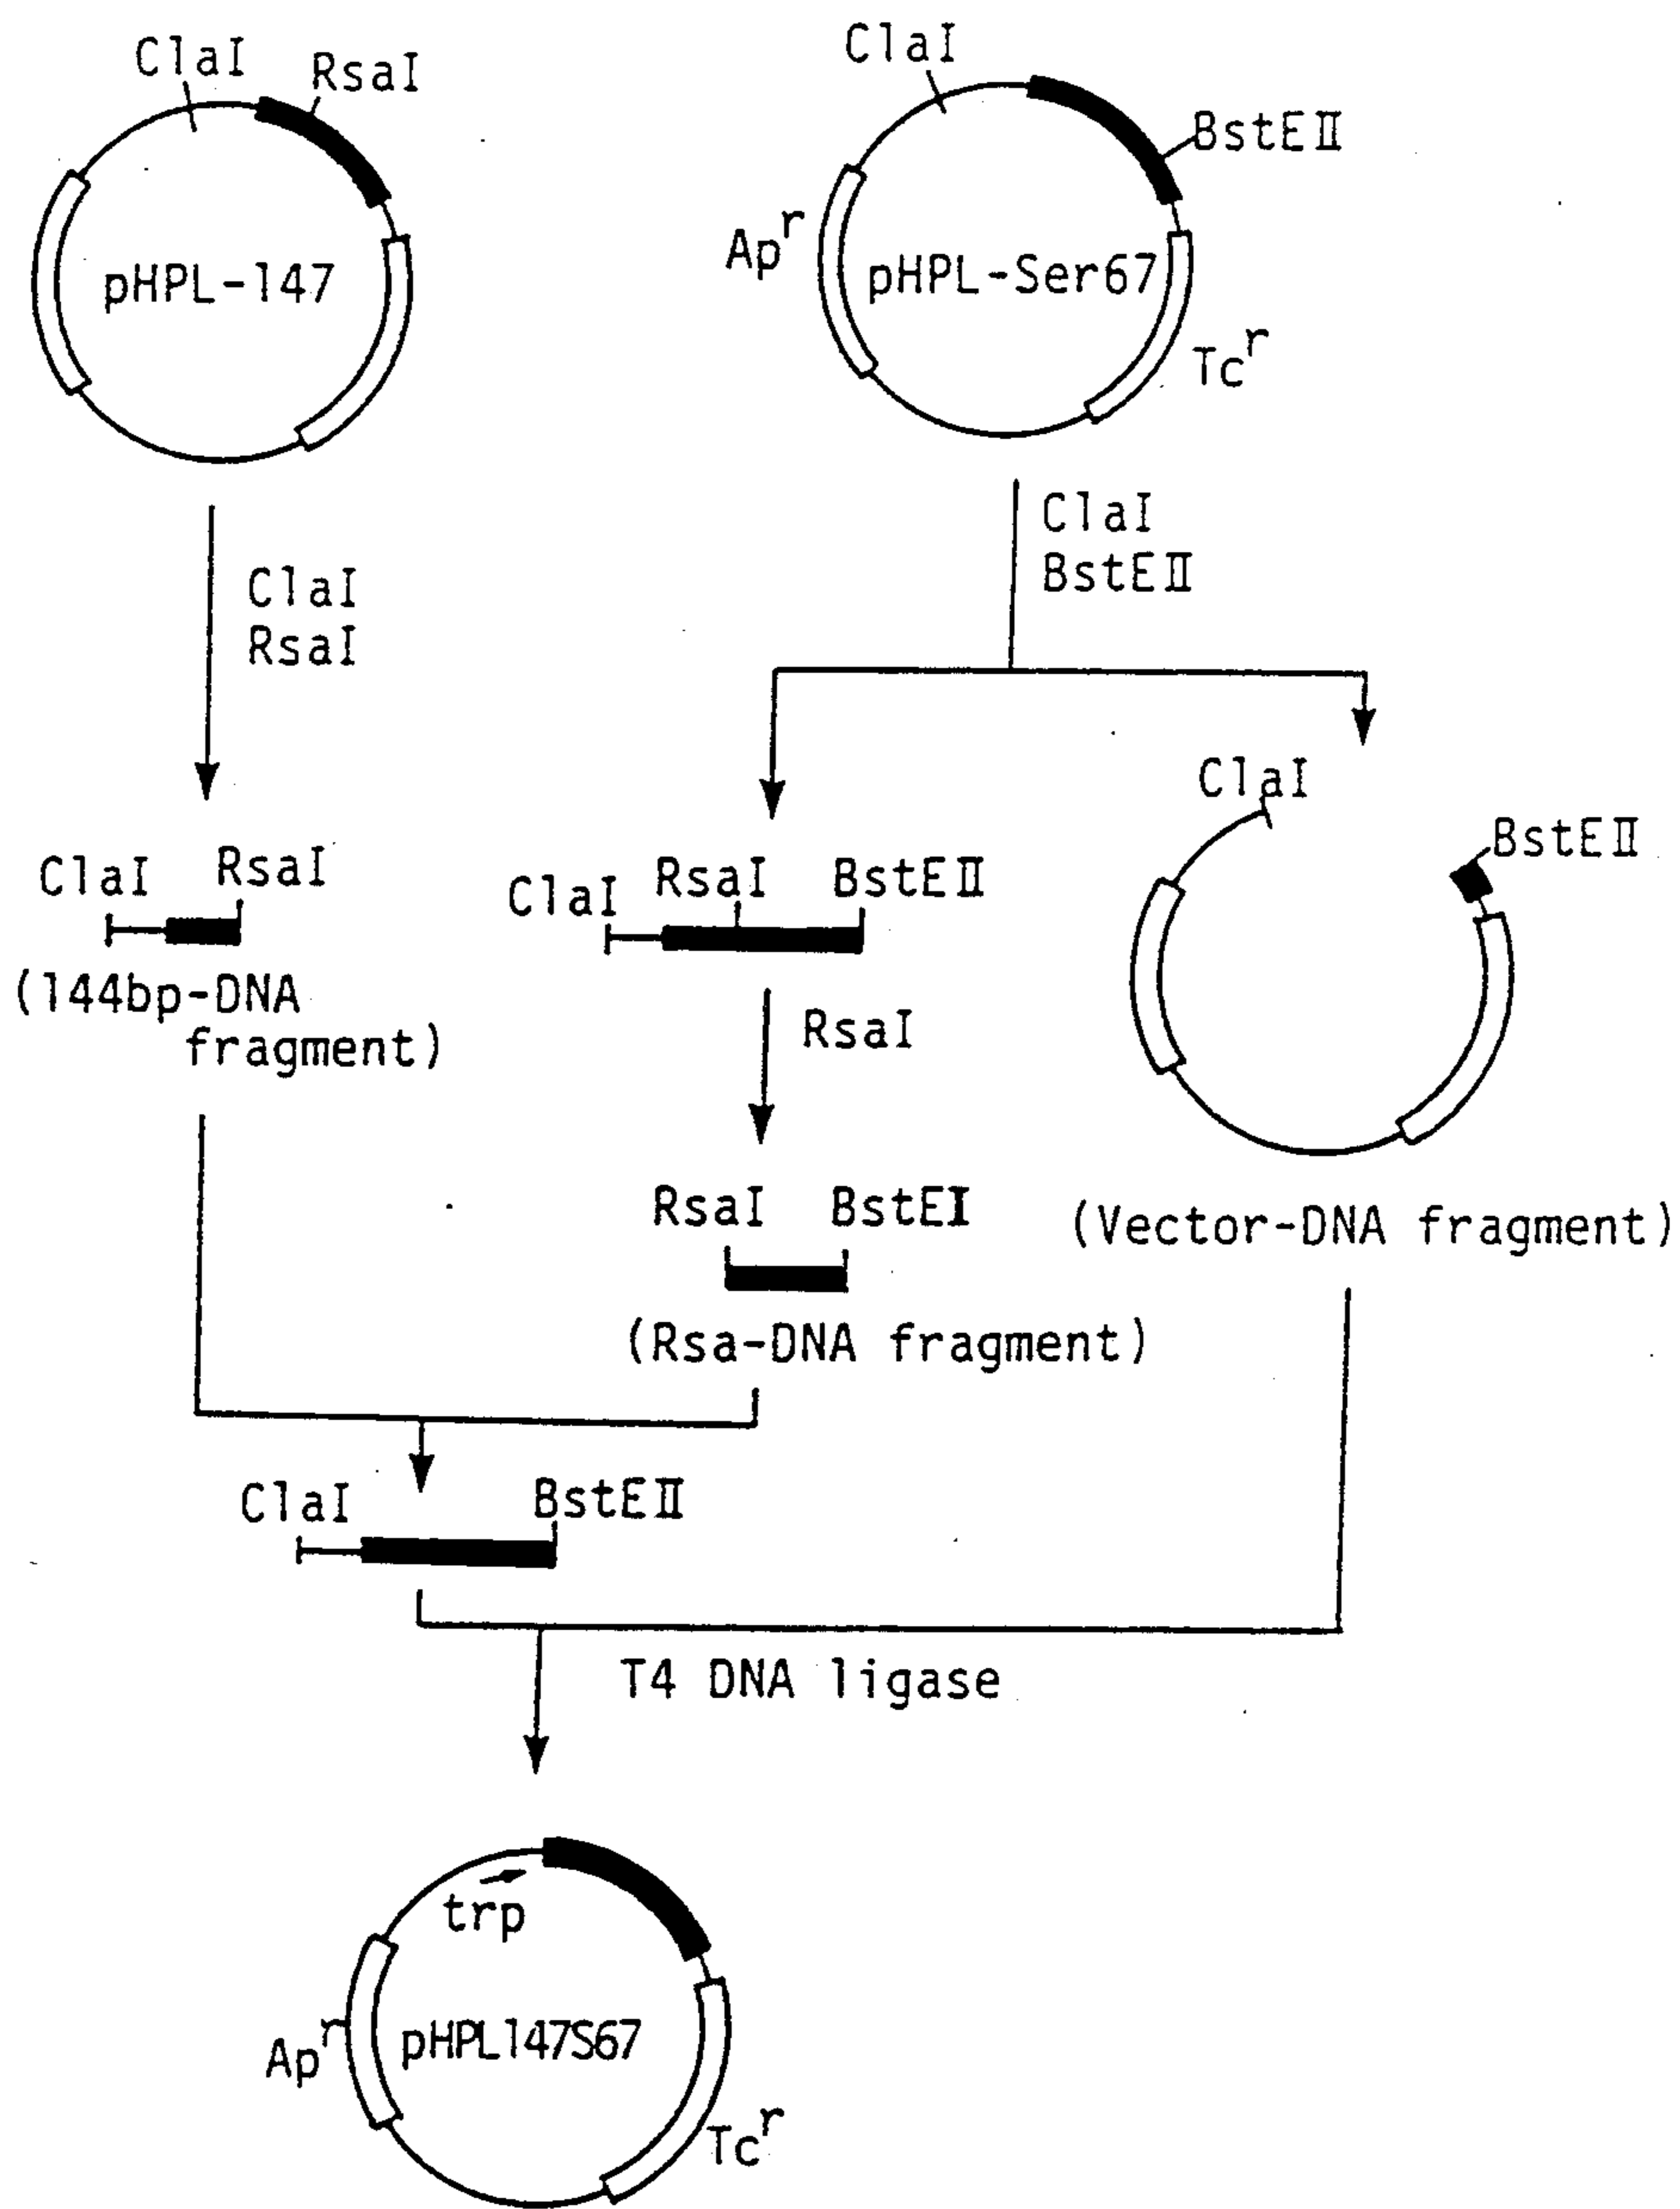 ClaI
RsaI
pHPL-147
ClaI
BstEⅡ
Apʳ
pHPL-Ser67
Tcʳ
ClaI
RsaI
ClaI
BstEⅡ
ClaI
RsaI
(144bp-DNA
fragment)
ClaI
RsaI
BstEⅡ
RsaI
ClaI
BstEⅡ
(Vector-DNA fragment)
RsaI
BstEI
(Rsa-DNA fragment)
ClaI
BstEⅡ
T4 DNA ligase
trp
Apʳ
pHPL147S67
Tcʳ